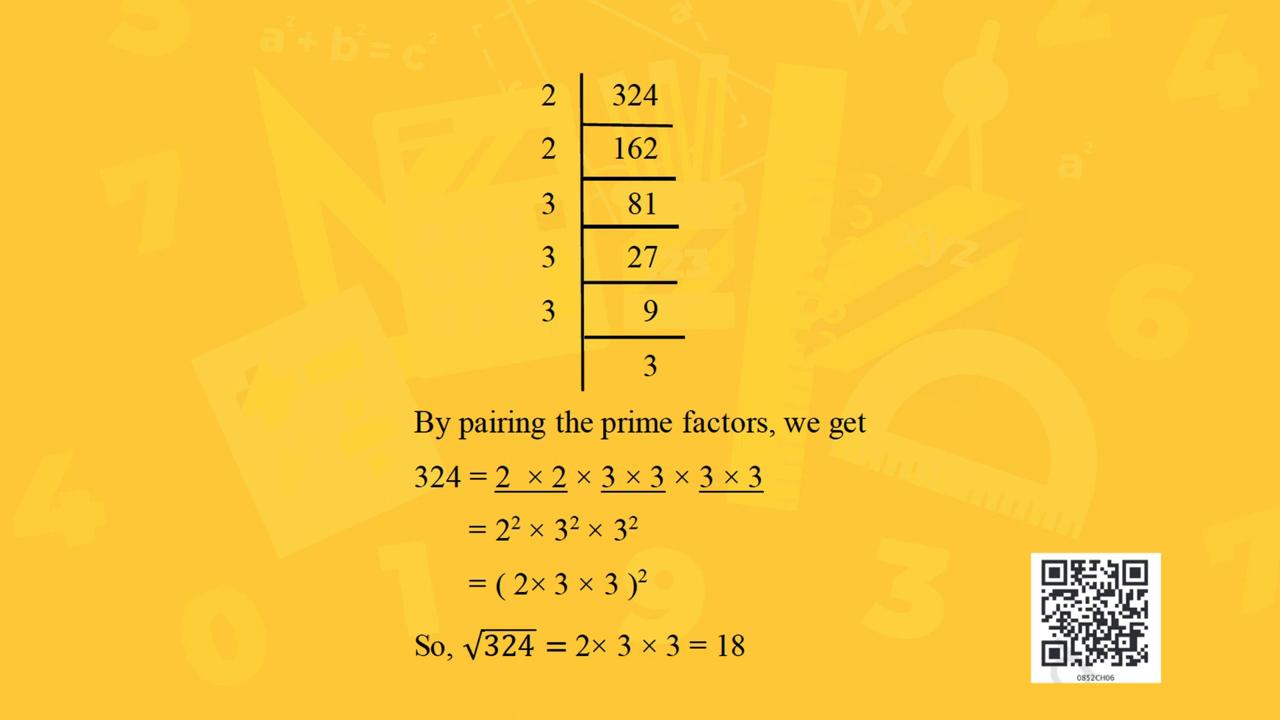 2 324
2 162
3 81
3 27
3 9
3
By pairing the prime factors, we get
324 = 2 × 2 × 3 × 3 × 3 × 3
= 2² × 3² × 3²
= ( 2× 3 × 3 )²
So, √324 = 2× 3 × 3 = 18
0852CH06